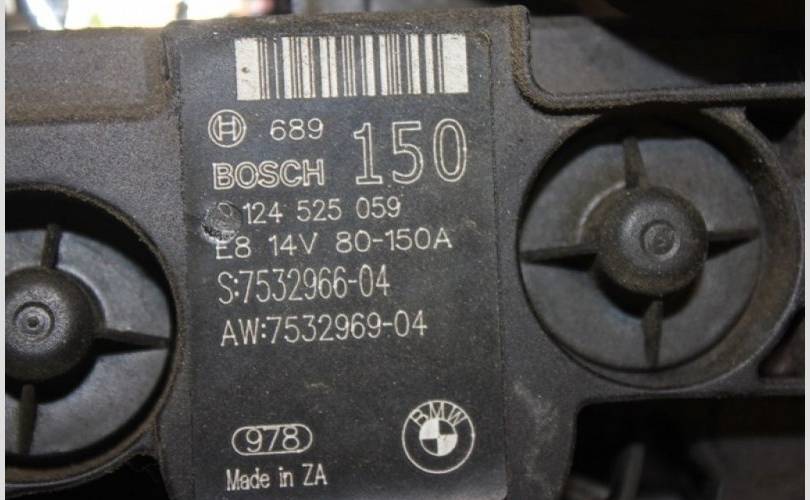 689 150
BOSCH
124 525 059
E8 14V 80-150A
S:7532966-04
AW:7532969-04
978
BMW
Made in ZA